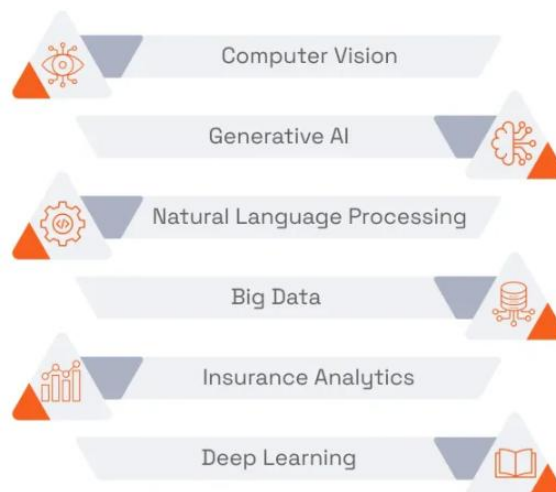 Computer Vision
Generative AI
Natural Language Processing
Big Data
Insurance Analytics
Deep Learning